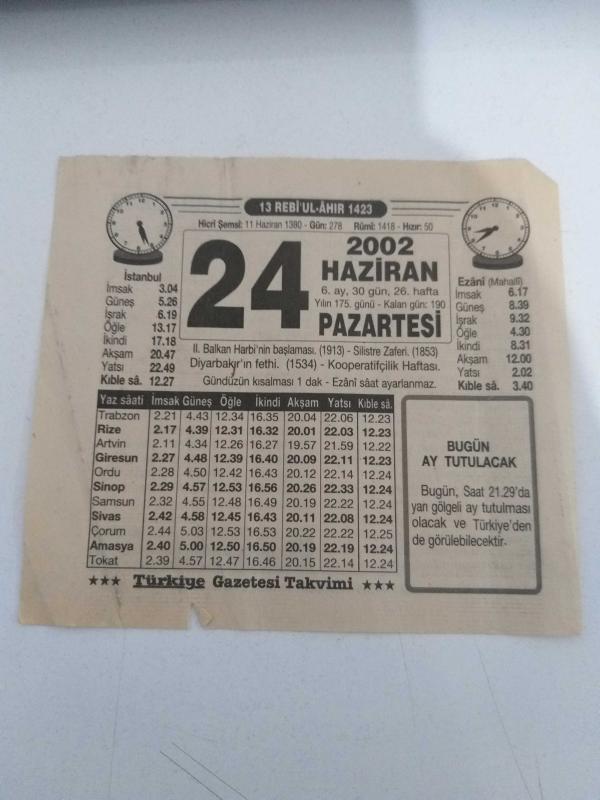 13 REBÎ'UL-ÂHIR 1423
Hicrî Şemsî: 11 Haziran 1380 - Gün: 278 Rûmî: 1418 - Hızır: 50
24
2002
HAZİRAN
6. ay, 30 gün, 26. hafta
Yılın 175. günü - Kalan gün: 190
PAZARTESİ
İstanbul
İmsak 3.04
Güneş 5.26
İşrak 6.19
Öğle 13.17
İkindi 17.18
Akşam 20.47
Yatsı 22.49
Kıble sâ. 12.27
Ezânî (Mahallî)
İmsak 6.17
Güneş 8.39
İşrak 9.32
Öğle 4.30
İkindi 8.31
Akşam 12.00
Yatsı 2.02
Kıble sâ. 3.40
II. Balkan Harbi'nin başlaması. (1913) - Silistre Zaferi. (1853)
Diyarbakır'ın fethi. (1534) - Kooperatifçilik Haftası.
Gündüzün kısalması 1 dak - Ezânî sâat ayarlanmaz.
Yaz sâati İmsak Güneş Öğle İkindi Akşam Yatsı Kıble sâ.
Trabzon 2.21 4.43 12.34 16.35 20.04 22.06 12.23
Rize 2.17 4.39 12.31 16.32 20.01 22.03 12.23
Artvin 2.11 4.34 12.26 16.27 19.57 21.59 12.22
Giresun 2.27 4.48 12.39 16.40 20.09 22.11 12.23
Ordu 2.28 4.50 12.42 16.43 20.12 22.14 12.24
Sinop 2.29 4.57 12.53 16.56 20.26 22.33 12.24
Samsun 2.32 4.55 12.48 16.49 20.19 22.22 12.24
Sivas 2.42 4.58 12.45 16.43 20.11 22.08 12.24
Çorum 2.44 5.03 12.53 16.53 20.22 22.22 12.25
Amasya 2.40 5.00 12.50 16.50 20.19 22.19 12.24
Tokat 2.39 4.57 12.47 16.46 20.15 22.14 12.24
BUGÜN
AY TUTULACAK
Bugün, Saat 21.29'da
yarı gölgeli ay tutulması
olacak ve Türkiye'den
de görülebilecektir.
★★★ Türkiye Gazetesi Takvimi ★★★